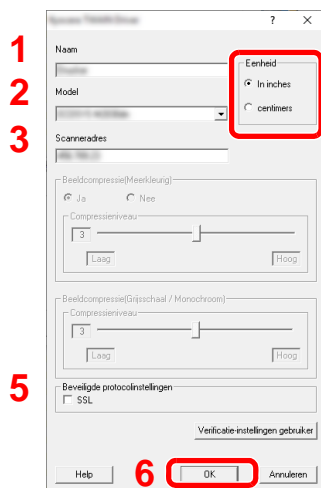 ? ×
1
Naam
Eenheid
In inches
centimers
2
Model
3
Scanneradres
Beeldcompressie(Meerkleurig)
Ja Nee
Compressieniveau
3
Laag Hoog
Beeldcompressie(Grijsschaal / Monochroom)
Compressieniveau
3
Laag Hoog
5
Beveiligde protocolinstellingen
SSL
Verificatie-instellingen gebruiker
Help 6 OK Annuleren